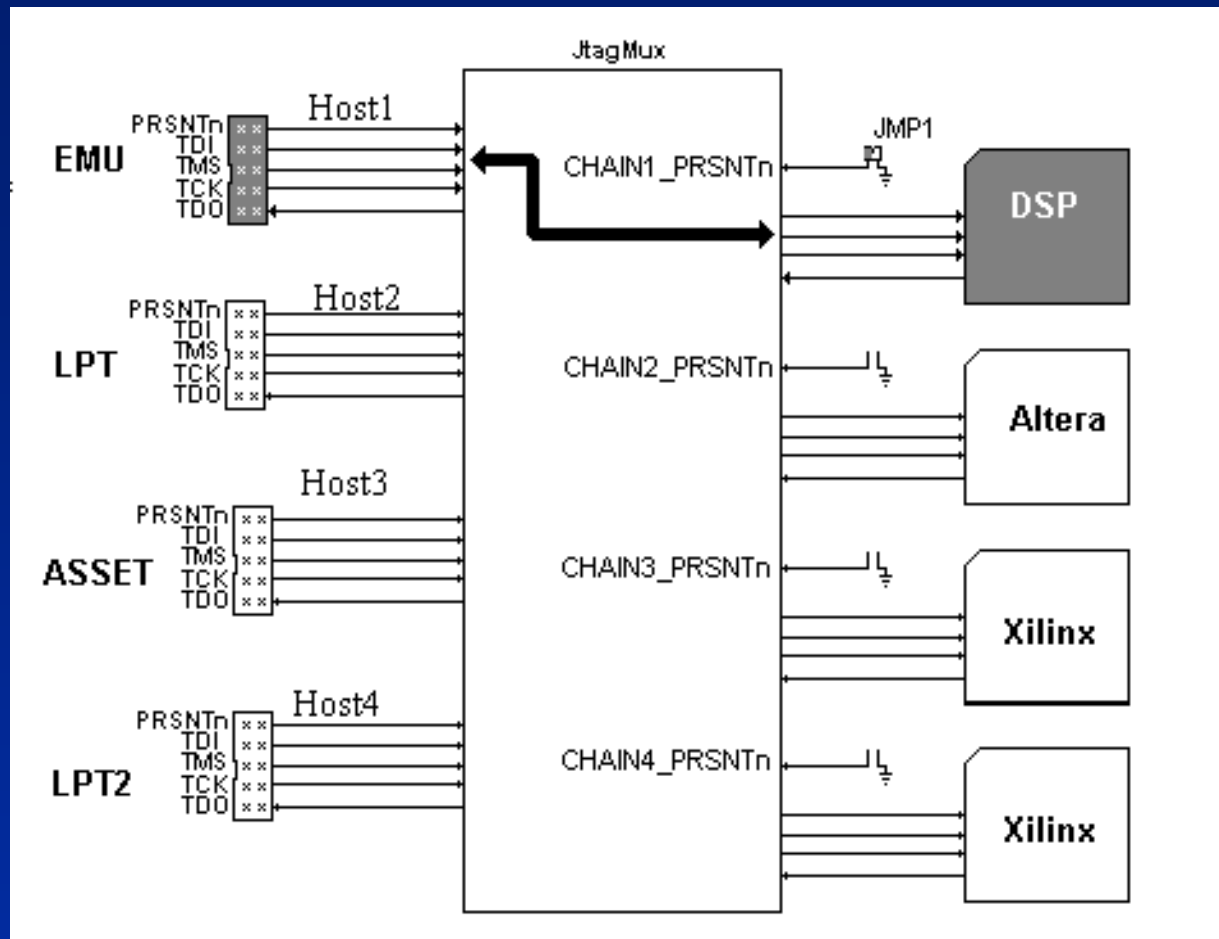 JtagMux
Host1
PRSNTn
TDI
TMS
TCK
TDO
EMU
CHAIN1_PRSNTn
JMP1
DSP
Host2
PRSNTn
TDI
TMS
TCK
TDO
LPT
CHAIN2_PRSNTn
Altera
Host3
PRSNTn
TDI
TMS
TCK
TDO
ASSET
CHAIN3_PRSNTn
Xilinx
Host4
PRSNTn
TDI
TMS
TCK
TDO
LPT2
CHAIN4_PRSNTn
Xilinx